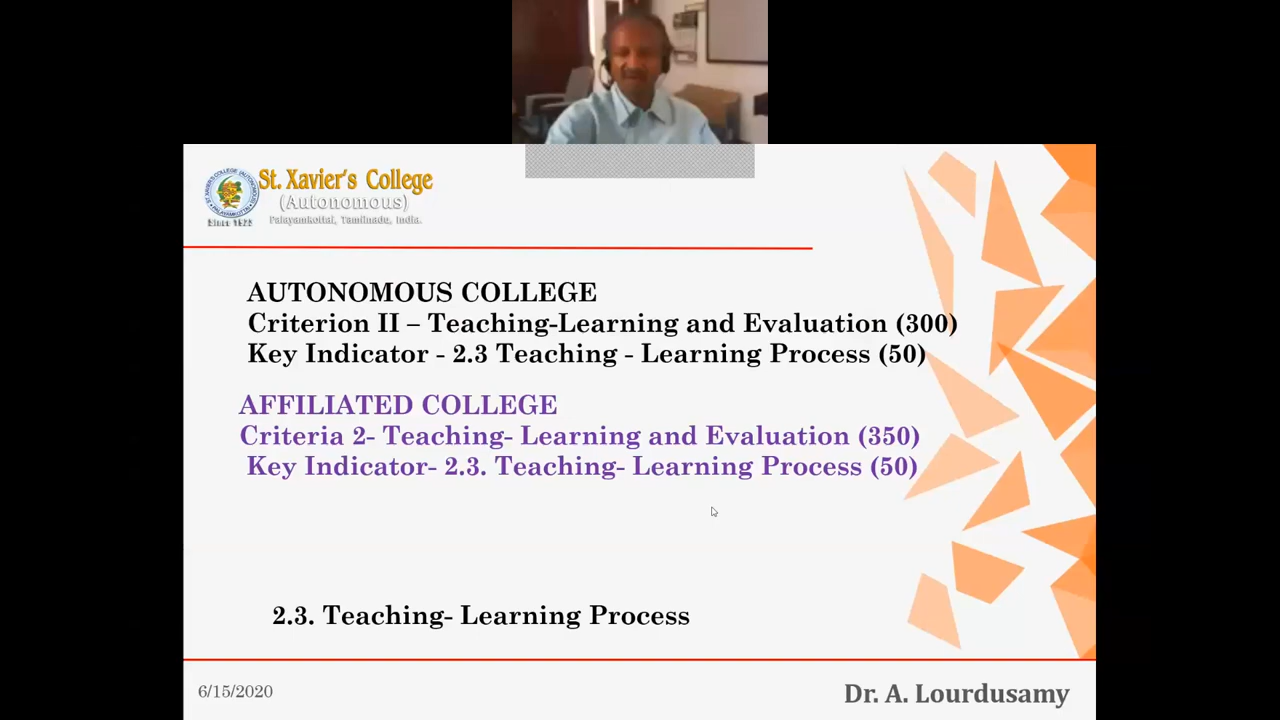 St. Xavier's College
(Autonomous)
Palayamkottai, Tamilnadu, India.
Since 1923
AUTONOMOUS COLLEGE
Criterion II – Teaching-Learning and Evaluation (300)
Key Indicator - 2.3 Teaching - Learning Process (50)
AFFILIATED COLLEGE
Criteria 2- Teaching- Learning and Evaluation (350)
Key Indicator- 2.3. Teaching- Learning Process (50)
2.3. Teaching- Learning Process
6/15/2020
Dr. A. Lourdusamy